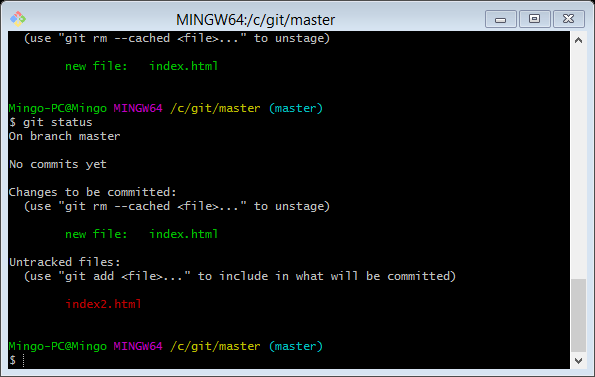 MINGW64:/c/git/master
(use "git rm --cached <file>..." to unstage)
new file: index.html
Mingo-PC@Mingo MINGW64 /c/git/master (master)
$ git status
On branch master
No commits yet
Changes to be committed:
(use "git rm --cached <file>..." to unstage)
new file: index.html
Untracked files:
(use "git add <file>..." to include in what will be committed)
index2.html
Mingo-PC@Mingo MINGW64 /c/git/master (master)
$